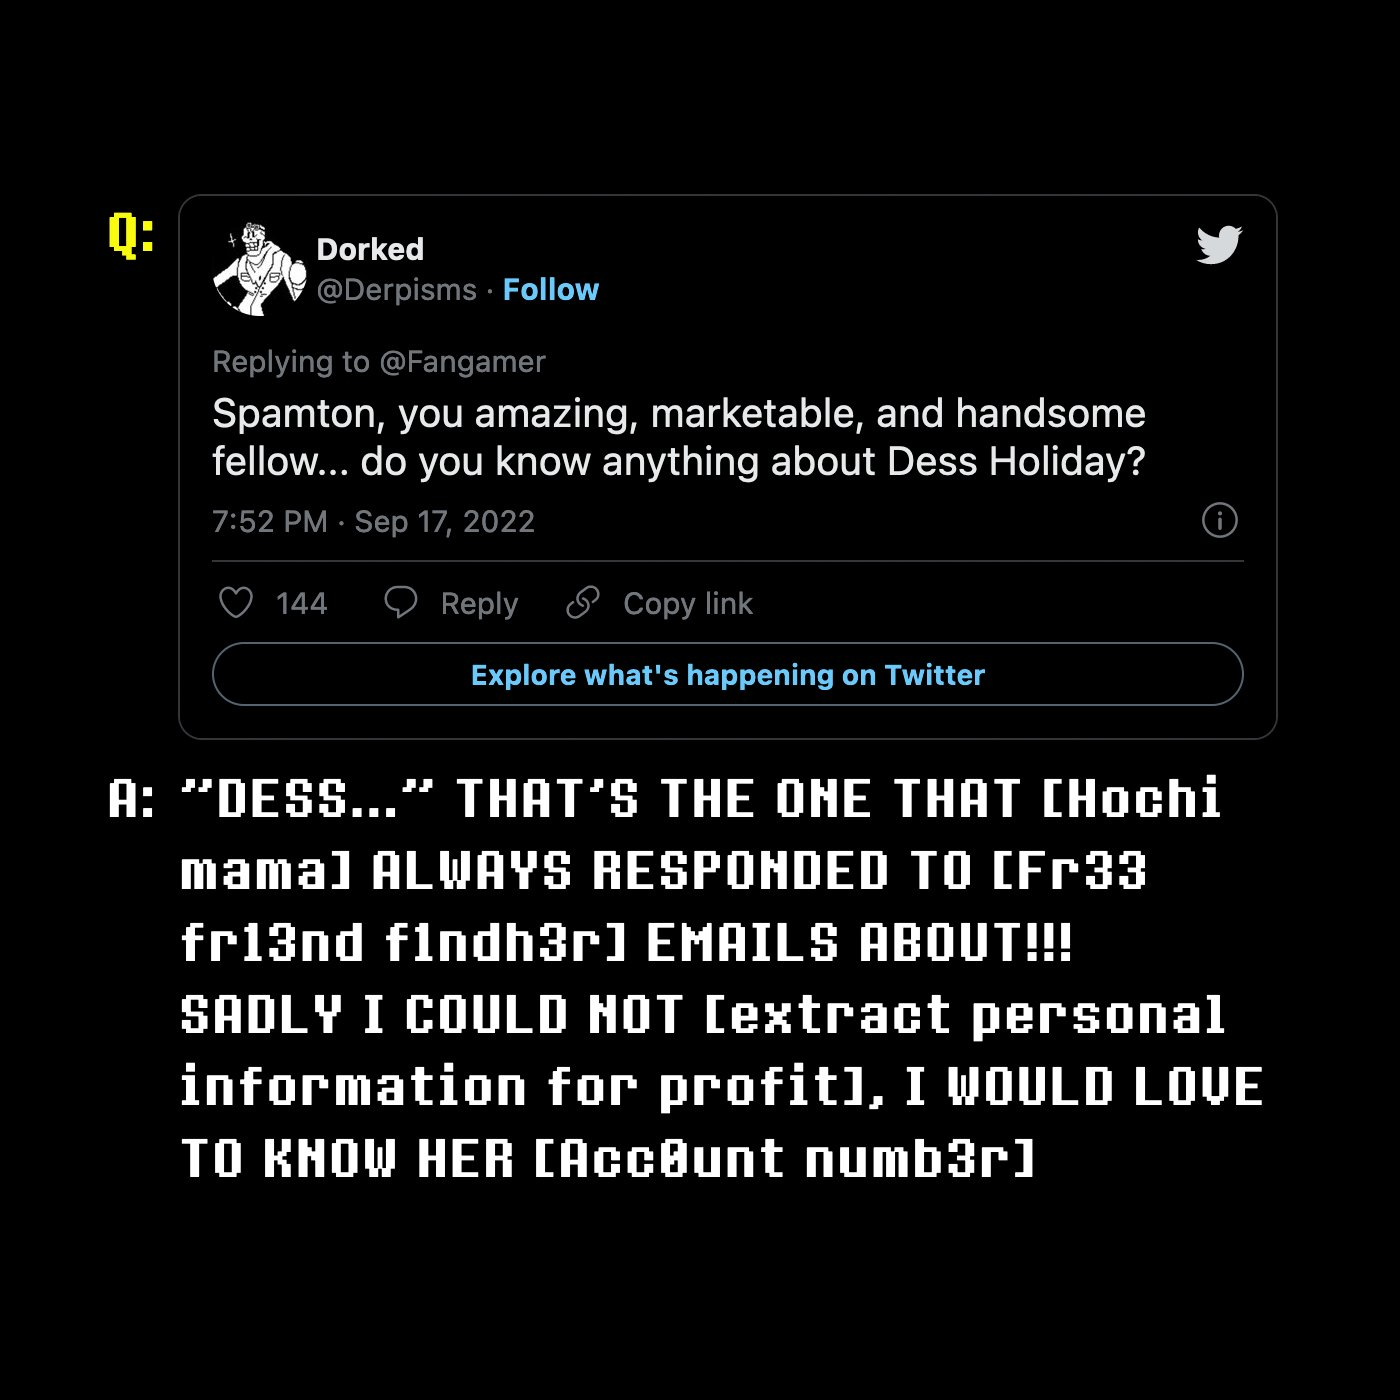 Q:
Dorked
@Derpisms · Follow
Replying to @Fangamer
Spamton, you amazing, marketable, and handsome
fellow... do you know anything about Dess Holiday?
7:52 PM · Sep 17, 2022
144 Reply Copy link
Explore what's happening on Twitter
A: "DESS..." THAT'S THE ONE THAT [Hochi
mama] ALWAYS RESPONDED TO [Fr33
fr13nd f1ndh3r] EMAILS ABOUT!!!
SADLY I COULD NOT [extract personal
information for profit], I WOULD LOVE
TO KNOW HER [Acc0unt numb3r]